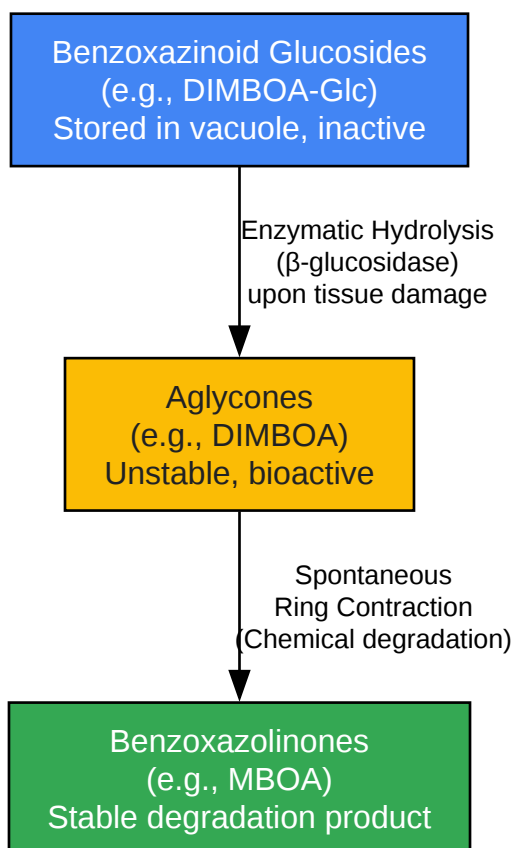 Benzoxazinoid Glucosides
(e.g., DIMBOA-Glc)
Stored in vacuole, inactive
Enzymatic Hydrolysis
(β-glucosidase)
upon tissue damage
Aglycones
(e.g., DIMBOA)
Unstable, bioactive
Spontaneous
Ring Contraction
(Chemical degradation)
Benzoxazolinones
(e.g., MBOA)
Stable degradation product